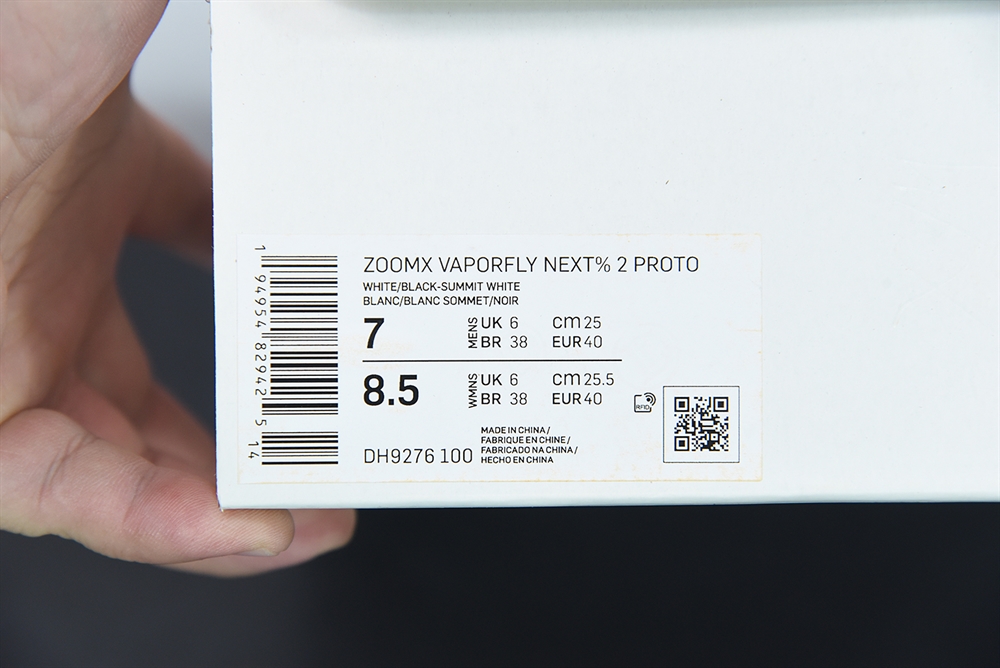 ZOOMX VAPORFLY NEXT% 2 PROTO
WHITE/BLACK-SUMMIT WHITE
BLANC/BLANC SOMMET/NOIR
7 MENS UK 6 cm 25
BR 38 EUR 40
8.5 WMNS UK 6 cm 25.5
BR 38 EUR 40
RFID
DH9276 100
MADE IN CHINA /
FABRIQUE EN CHINE /
FABRICADO NA CHINA /
HECHO EN CHINA
1 94954 82942 5 14